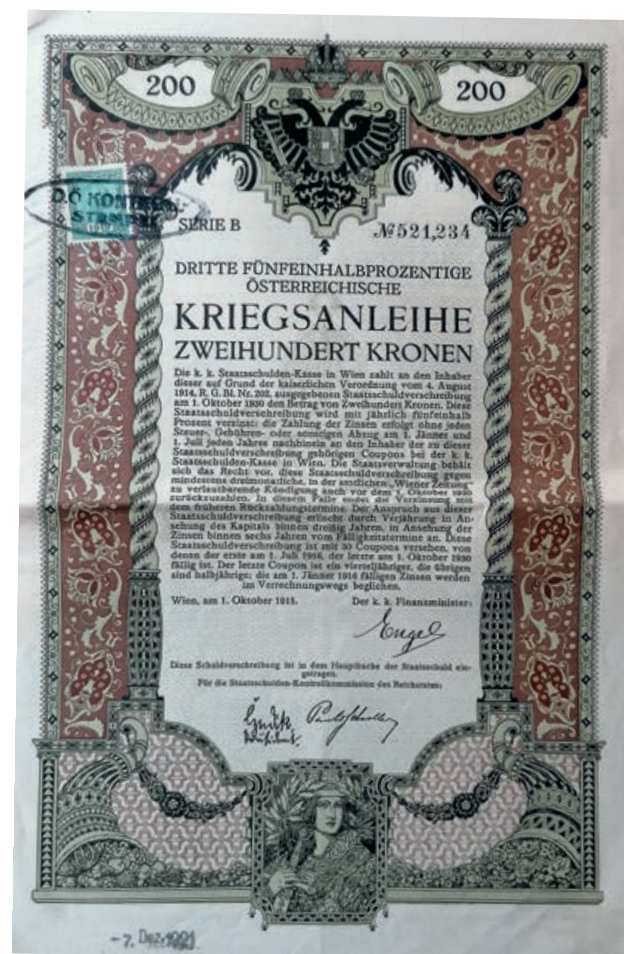 200
200
D.Ö KONTROLL-
STEMPEL
SERIE B
№ 521,234
DRITTE FÜNFEINHALBPROZENTIGE
ÖSTERREICHISCHE
KRIEGSANLEIHE
ZWEIHUNDERT KRONEN
Die k. k. Staatsschulden-Kasse in Wien zahlt an den Inhaber
dieser auf Grund der kaiserlichen Verordnung vom 4. August
1914, R. G. Bl. Nr. 202, ausgegebenen Staatsschuldverschreibung
am 1. Oktober 1930 den Betrag von Zweihundert Kronen. Diese
Staatsschuldverschreibung wird mit jährlich fünfeinhalb
Prozent verzinst; die Zahlung der Zinsen erfolgt ohne jeden
Steuer-, Gebühren- oder sonstigen Abzug am 1. Jänner und
1. Juli jeden Jahres nachhinein an den Inhaber der zu dieser
Staatsschuldverschreibung gehörigen Coupons bei der k. k.
Staatsschulden-Kasse in Wien. Die Staatsverwaltung behält
sich das Recht vor, diese Staatsschuldverschreibung gegen
mindestens dreimonatliche, in der amtlichen „Wiener Zeitung“
zu verlautbarende Kündigung auch vor dem 1. Oktober 1930
zurückzuzahlen. In diesem Falle endet die Verzinsung mit
dem früheren Rückzahlungstermine. Der Anspruch aus dieser
Staatsschuldverschreibung erlischt durch Verjährung in An-
sehung des Kapitals binnen dreißig Jahren, in Ansehung der
Zinsen binnen sechs Jahren vom Fälligkeitstermine an. Diese
Staatsschuldverschreibung ist mit 30 Coupons versehen, von
denen der erste am 1. Juli 1916, der letzte am 1. Oktober 1930
fällig ist. Der letzte Coupon ist ein vierteljähriger, die übrigen
sind halbjährige; die am 1. Jänner 1916 fälligen Zinsen werden
im Verrechnungswege beglichen.
Wien, am 1. Oktober 1915.
Der k. k. Finanzminister:
Engel
Diese Schuldverschreibung ist in dem Hauptbuche der Staatsschuld ein-
getragen.
Für die Staatsschulden-Kontrollkommission des Reichsrates:
Präsident.
- 7. Dez.